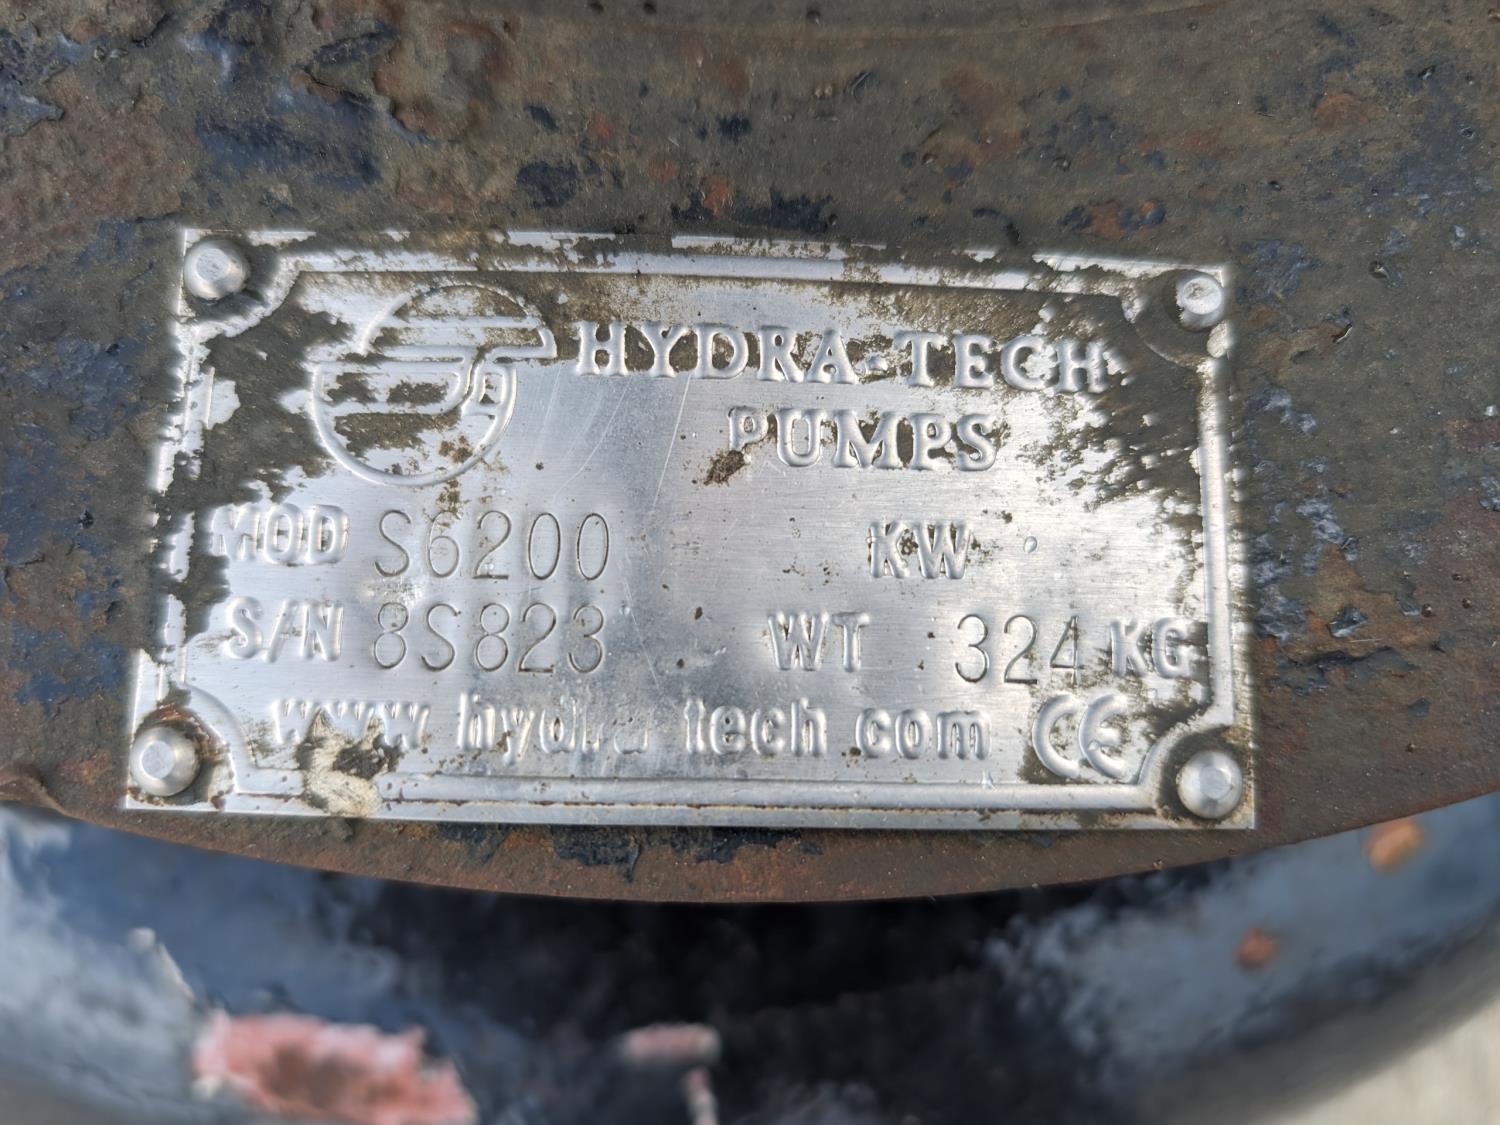 HYDRA-TECH
PUMPS
MOD S6200 KW
S/N 8S823 WT 324 KG
www hydra tech com CE